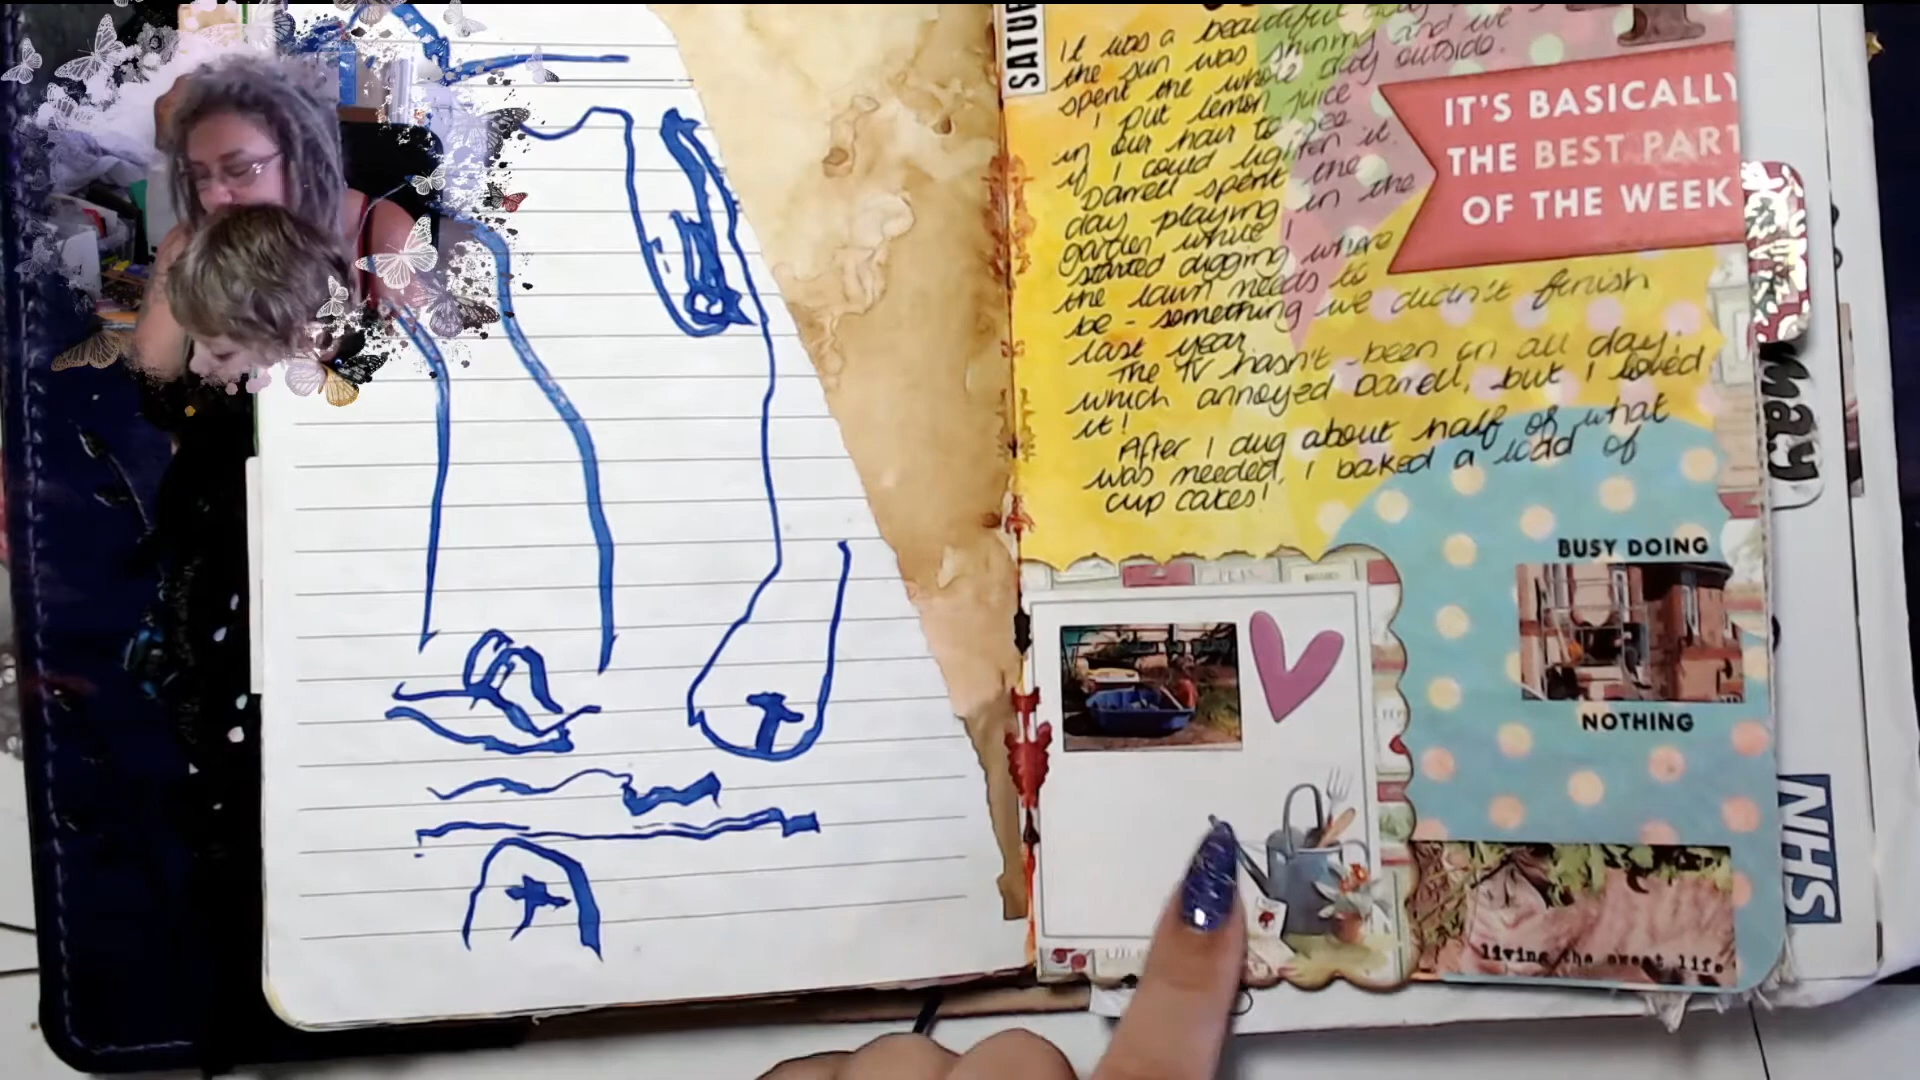 SATUR
It was a beautiful day
the sun was shining and we
spent the whole day outside.
I put lemon juice
in our hair to see
if I could lighten it.
Darrell spent the
day playing in the
garden while I
started digging where
the lawn needs to
be - something we didn't finish
last year.
The TV hasn't been on all day;
which annoyed Darrell, but I loved
it!
After I dug about half of what
was needed, I baked a load of
cup cakes!
IT'S BASICALLY
THE BEST PART
OF THE WEEK
BUSY DOING
NOTHING
living the sweet life
may
NHS